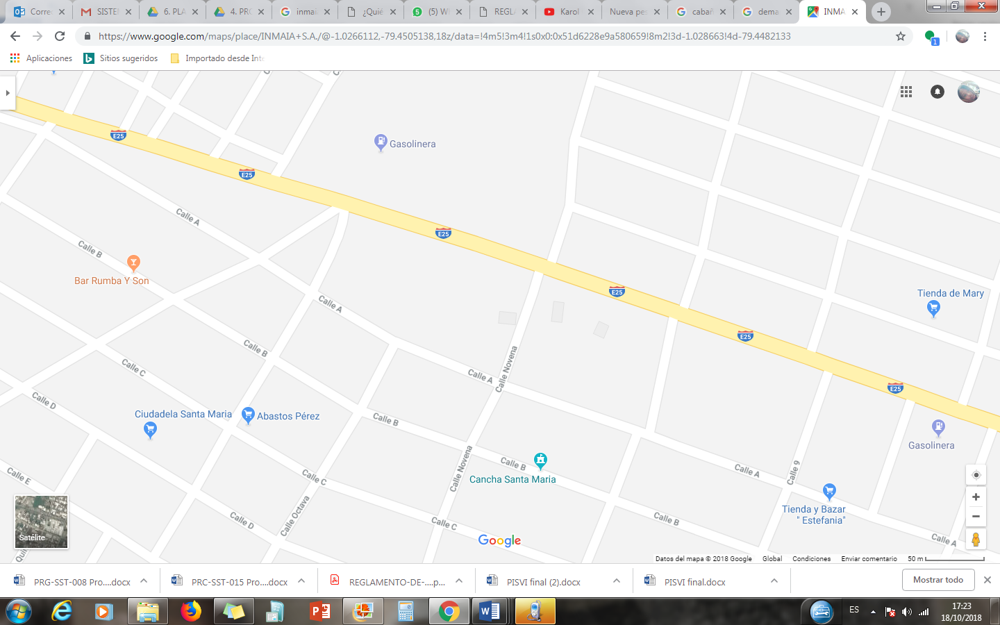 Corre
SISTE
6. PLA
4. PRO
inmai
¿Quié
(5) W
REGLA
Karol
Nueva pes
cabañ
dema
INMA
https://www.google.com/maps/place/INMAIA+S.A./@-1.0266112,-79.4505138,18z/data=!4m5!3m4!1s0x0:0x51d6228e9a580659!8m2!3d-1.028663!4d-79.4482133
1
Aplicaciones
Sitios sugeridos
Importado desde Inte
E25
Gasolinera
E25
Calle A
E25
Calle B
Bar Rumba Y Son
E25
Tienda de Mary
Calle A
E25
Calle B
Calle Novena
Calle C
Calle A
E25
Calle D
Ciudadela Santa Maria
Abastos Pérez
Calle B
Gasolinera
Calle Novena
Calle B
Cancha Santa Maria
Calle A
Calle 9
Calle E
Calle C
Tienda y Bazar
" Estefania"
Calle Octava
Calle D
Calle C
Calle B
Calle A
Satélite
Quin
Google
Datos del mapa © 2018 Google
Global
Condiciones
Enviar comentario
50 m
PRG-SST-008 Pro....docx
PRC-SST-015 Pro....docx
REGLAMENTO-DE-....p...
PISVI final (2).docx
PISVI final.docx
Mostrar todo
ES
17:23
18/10/2018